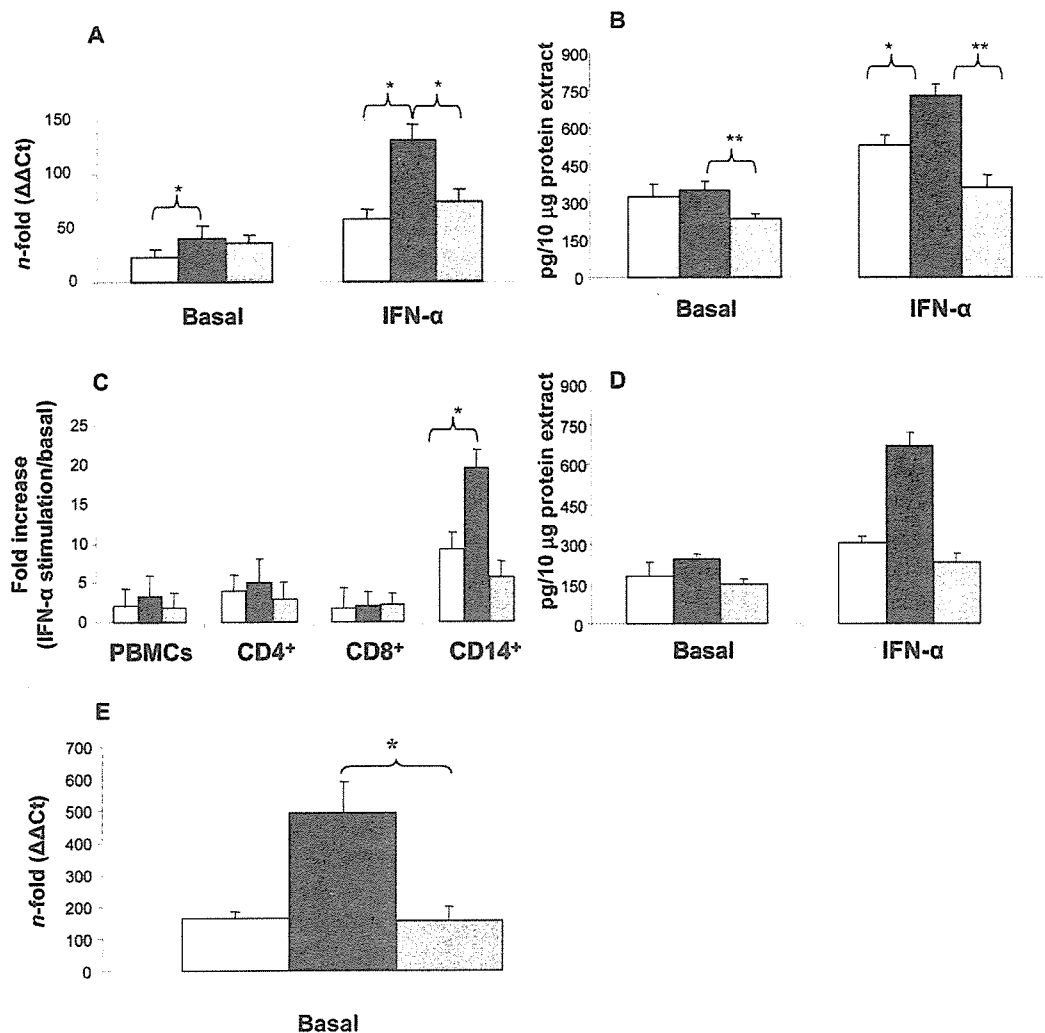 A
n-fold (ΔΔCt)
150
100
50
0
*
*
*
Basal
IFN-α
B
pg/10 µg protein extract
900
750
600
450
300
150
0
**
*
**
Basal
IFN-α
C
Fold increase
(IFN-α stimulation/basal)
25
20
15
10
5
0
*
PBMCs
CD4+
CD8+
CD14+
D
pg/10 µg protein extract
900
750
600
450
300
150
0
Basal
IFN-α
E
n-fold (ΔΔCt)
700
600
500
400
300
200
100
0
*
Basal